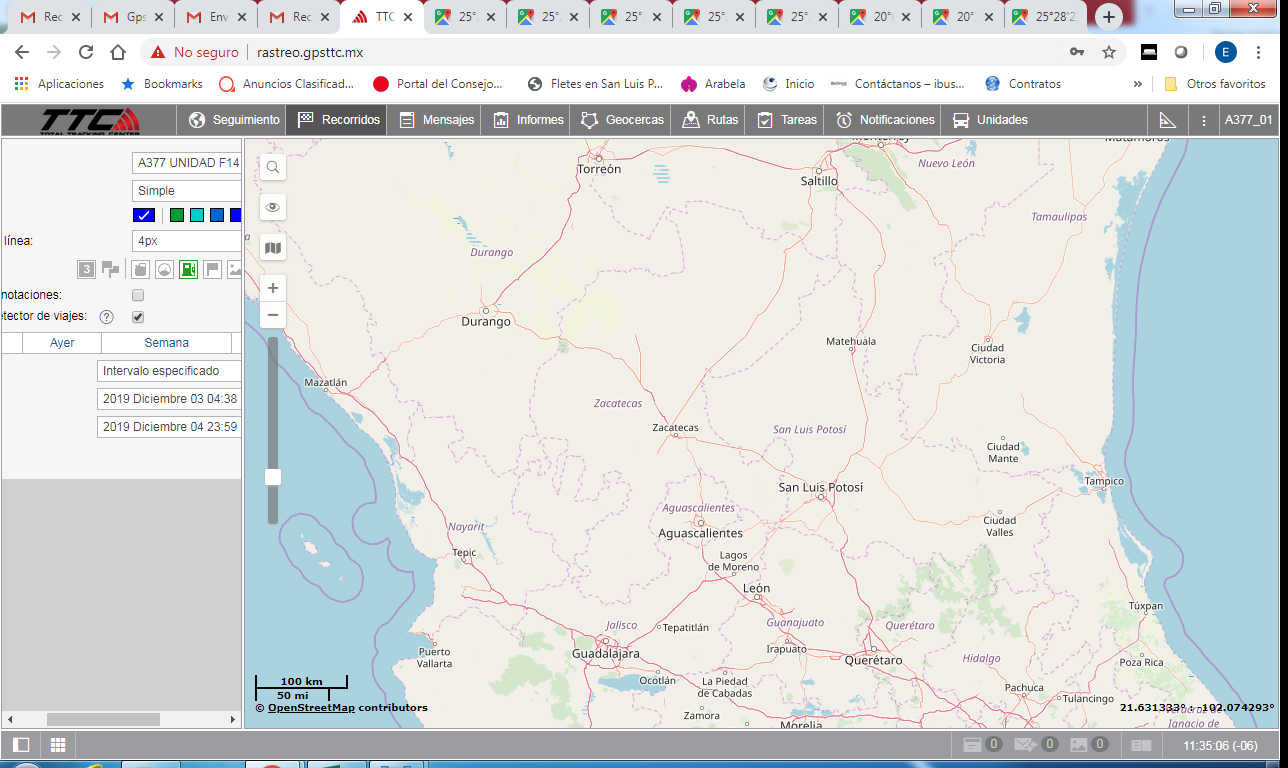 Rec
Gps
Env
Rec
TTC
25°
25°
25°
25°
25°
20°
20°
25°28'2
No seguro
rastreo.gpsttc.mx
E
Aplicaciones
Bookmarks
Anuncios Clasificad...
Portal del Consejo...
Fletes en San Luis P...
Arabela
Inicio
Contáctanos – ibus...
Contratos
»
Otros favoritos
TTC
TOTAL TRACKING CENTER
Seguimiento
Recorridos
Mensajes
Informes
Geocercas
Rutas
Tareas
Notificaciones
Unidades
A377_01
A377 UNIDAD F14
Simple
línea:
4px
3
notaciones:
etector de viajes:
?
Ayer
Semana
Intervalo especificado
2019 Diciembre 03 04:38
2019 Diciembre 04 23:59
Monterrey
Matamoros
Torreón
Saltillo
Nuevo León
Tamaulipas
Durango
Durango
Matehuala
Ciudad
Victoria
Mazatlán
Zacatecas
Zacatecas
San Luis Potosí
Ciudad
Mante
San Luis Potosí
Tampico
Aguascalientes
Aguascalientes
Ciudad
Valles
Nayarit
Tepic
Lagos
de Moreno
León
Túxpan
Jalisco
Tepatitlán
Guanajuato
Querétaro
Guadalajara
Irapuato
Querétaro
Hidalgo
Puerto
Vallarta
Poza Rica
Ocotlán
La Piedad
de Cabadas
Pachuca
Tulancingo
Zamora
Morelia
Veracruz de
Ignacio de
100 km
50 mi
© OpenStreetMap contributors
21.631333° : -102.074293°
0
0
0
11:35:06 (-06)